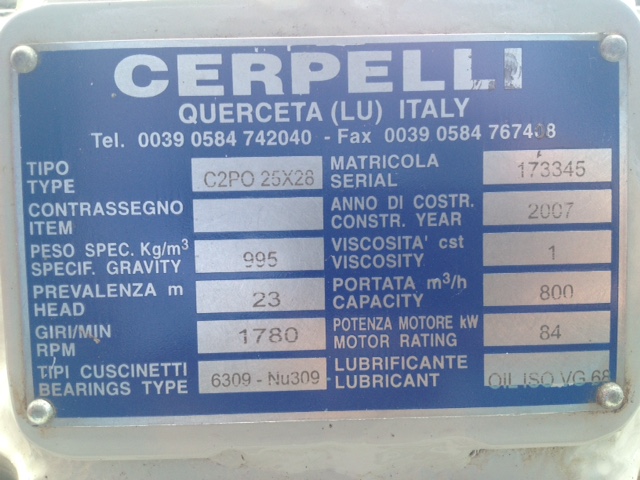 CERPELLI
QUERCETA (LU) ITALY
Tel. 0039 0584 742040 - Fax 0039 0584 767408
TIPO
TYPE C2PO 25X28
MATRICOLA
SERIAL 173345
CONTRASSEGNO
ITEM
ANNO DI COSTR.
CONSTR. YEAR 2007
PESO SPEC. Kg/m³
SPECIF. GRAVITY 995
VISCOSITA' cst
VISCOSITY 1
PREVALENZA m
HEAD 23
PORTATA m³/h
CAPACITY 800
GIRI/MIN
RPM 1780
POTENZA MOTORE kW
MOTOR RATING 84
TIPI CUSCINETTI
BEARINGS TYPE 6309 - Nu309
LUBRIFICANTE
LUBRICANT OIL ISO VG 68